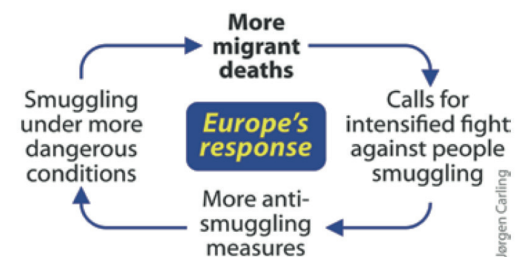 More
migrant
deaths
Calls for
intensified fight
against people
smuggling
More anti-
smuggling
measures
Smuggling
under more
dangerous
conditions
Europe's
response
Jørgen Carling